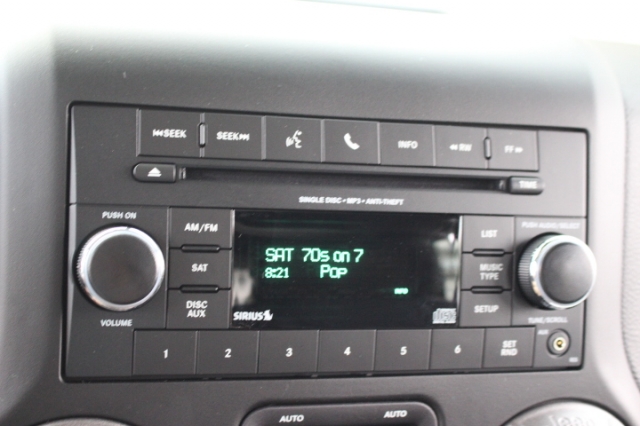 SEEK SEEK INFO RW FF
TIME
SINGLE DISC • MP3 • ANTI-THEFT
PUSH ON AM/FM LIST PUSH AUDIO/SELECT
SAT 70s on 7
SAT 8:21 Pop MUSIC TYPE
INFO
DISC AUX SETUP
SIRIUS
VOLUME TUNE/SCROLL
1 2 3 4 5 6 SET RND
AUTO AUTO